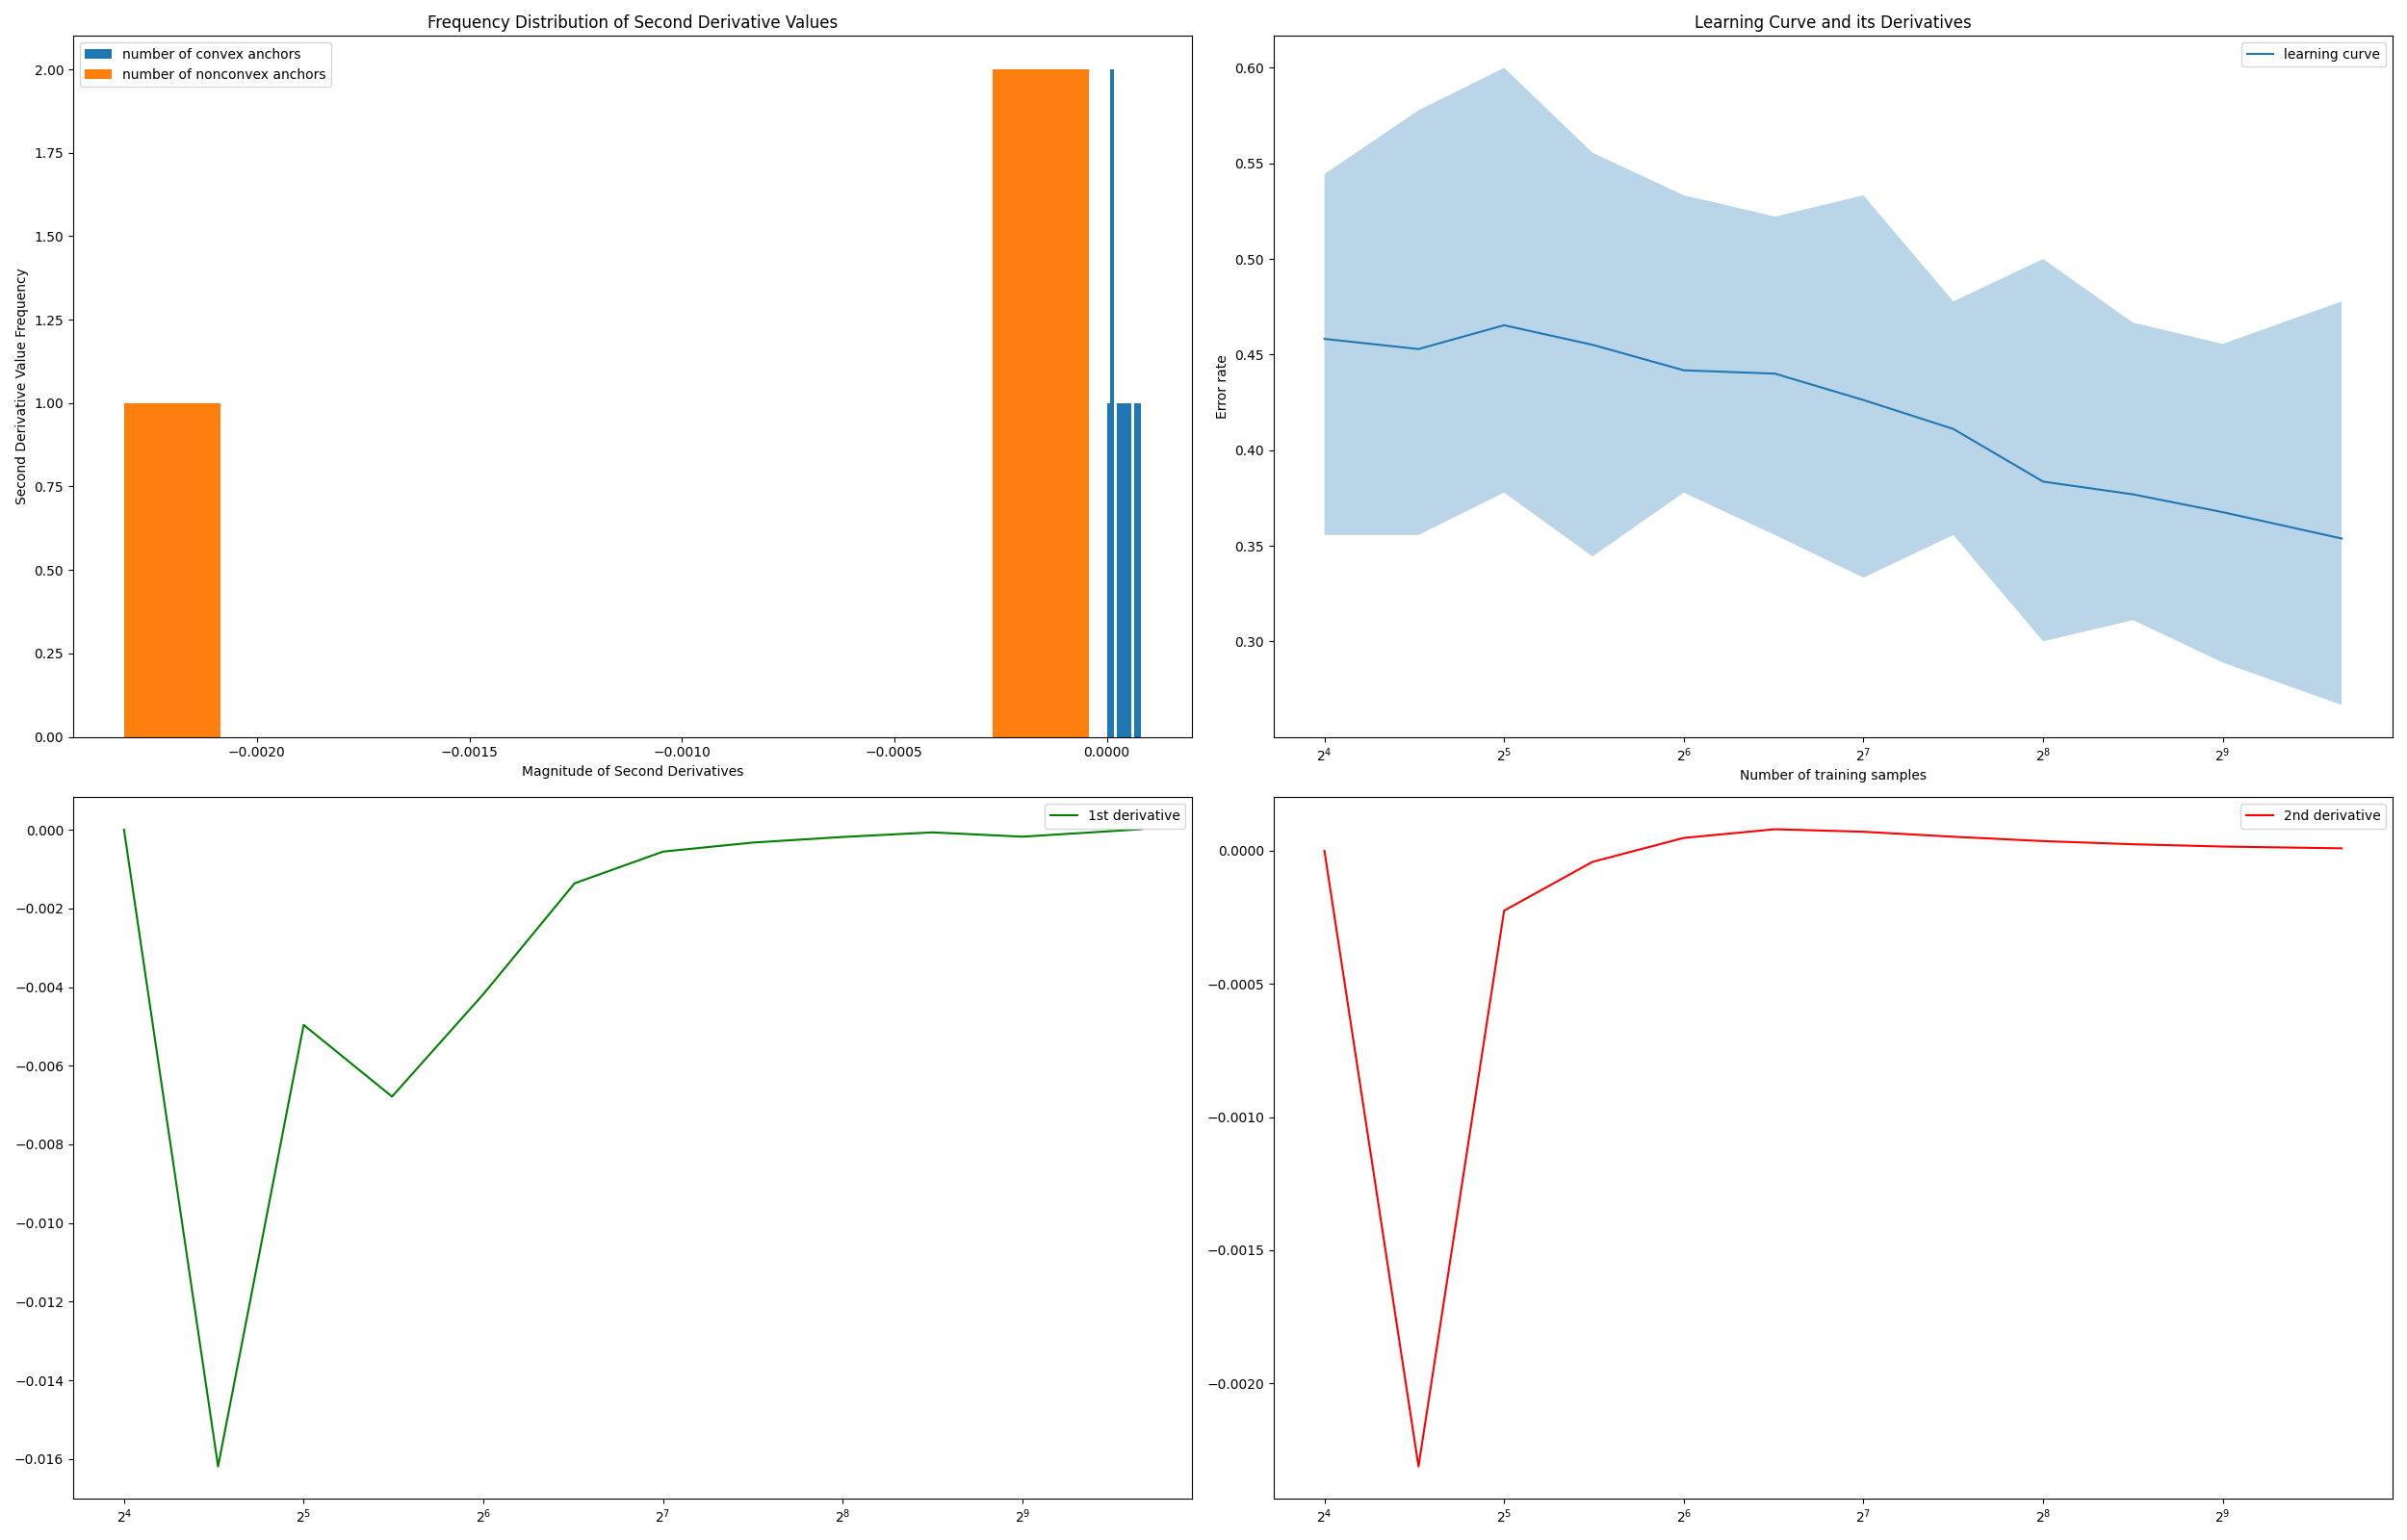 Frequency Distribution of Second Derivative Values
number of convex anchors
number of nonconvex anchors
2.00
1.75
1.50
1.25
1.00
0.75
0.50
0.25
0.00
Second Derivative Value Frequency
−0.0020 −0.0015 −0.0010 −0.0005 0.0000
Magnitude of Second Derivatives
Learning Curve and its Derivatives
learning curve
0.60
0.55
0.50
0.45
0.40
0.35
0.30
Error rate
2⁴ 2⁵ 2⁶ 2⁷ 2⁸ 2⁹
Number of training samples
1st derivative
0.000
−0.002
−0.004
−0.006
−0.008
−0.010
−0.012
−0.014
−0.016
2⁴ 2⁵ 2⁶ 2⁷ 2⁸ 2⁹
2nd derivative
0.0000
−0.0005
−0.0010
−0.0015
−0.0020
2⁴ 2⁵ 2⁶ 2⁷ 2⁸ 2⁹